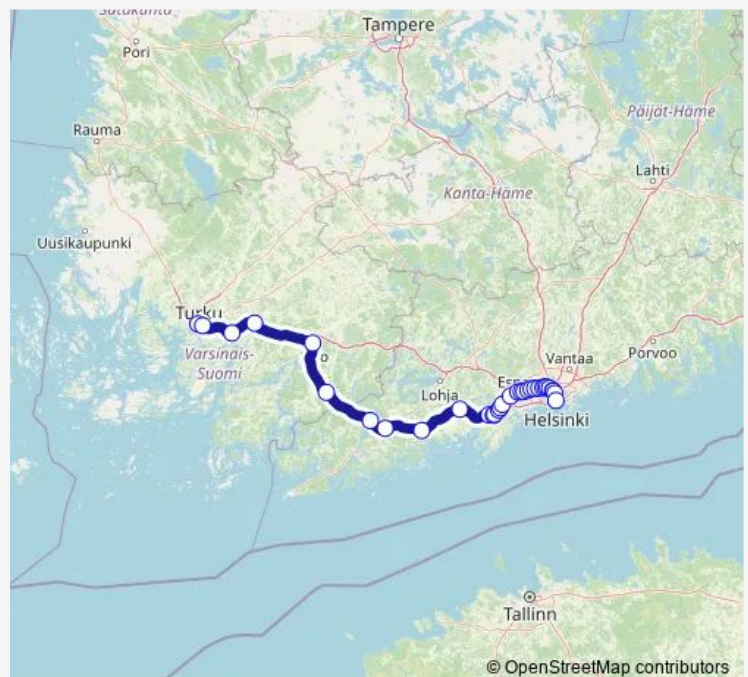 Satakunta
Tampere
Pori
Päijät-Häme
Rauma
Lahti
Kanta-Häme
Uusikaupunki
Turku
Varsinais-
Suomi
Vantaa
Porvoo
Lohja
Helsinki
Tallinn
© OpenStreetMap contributors